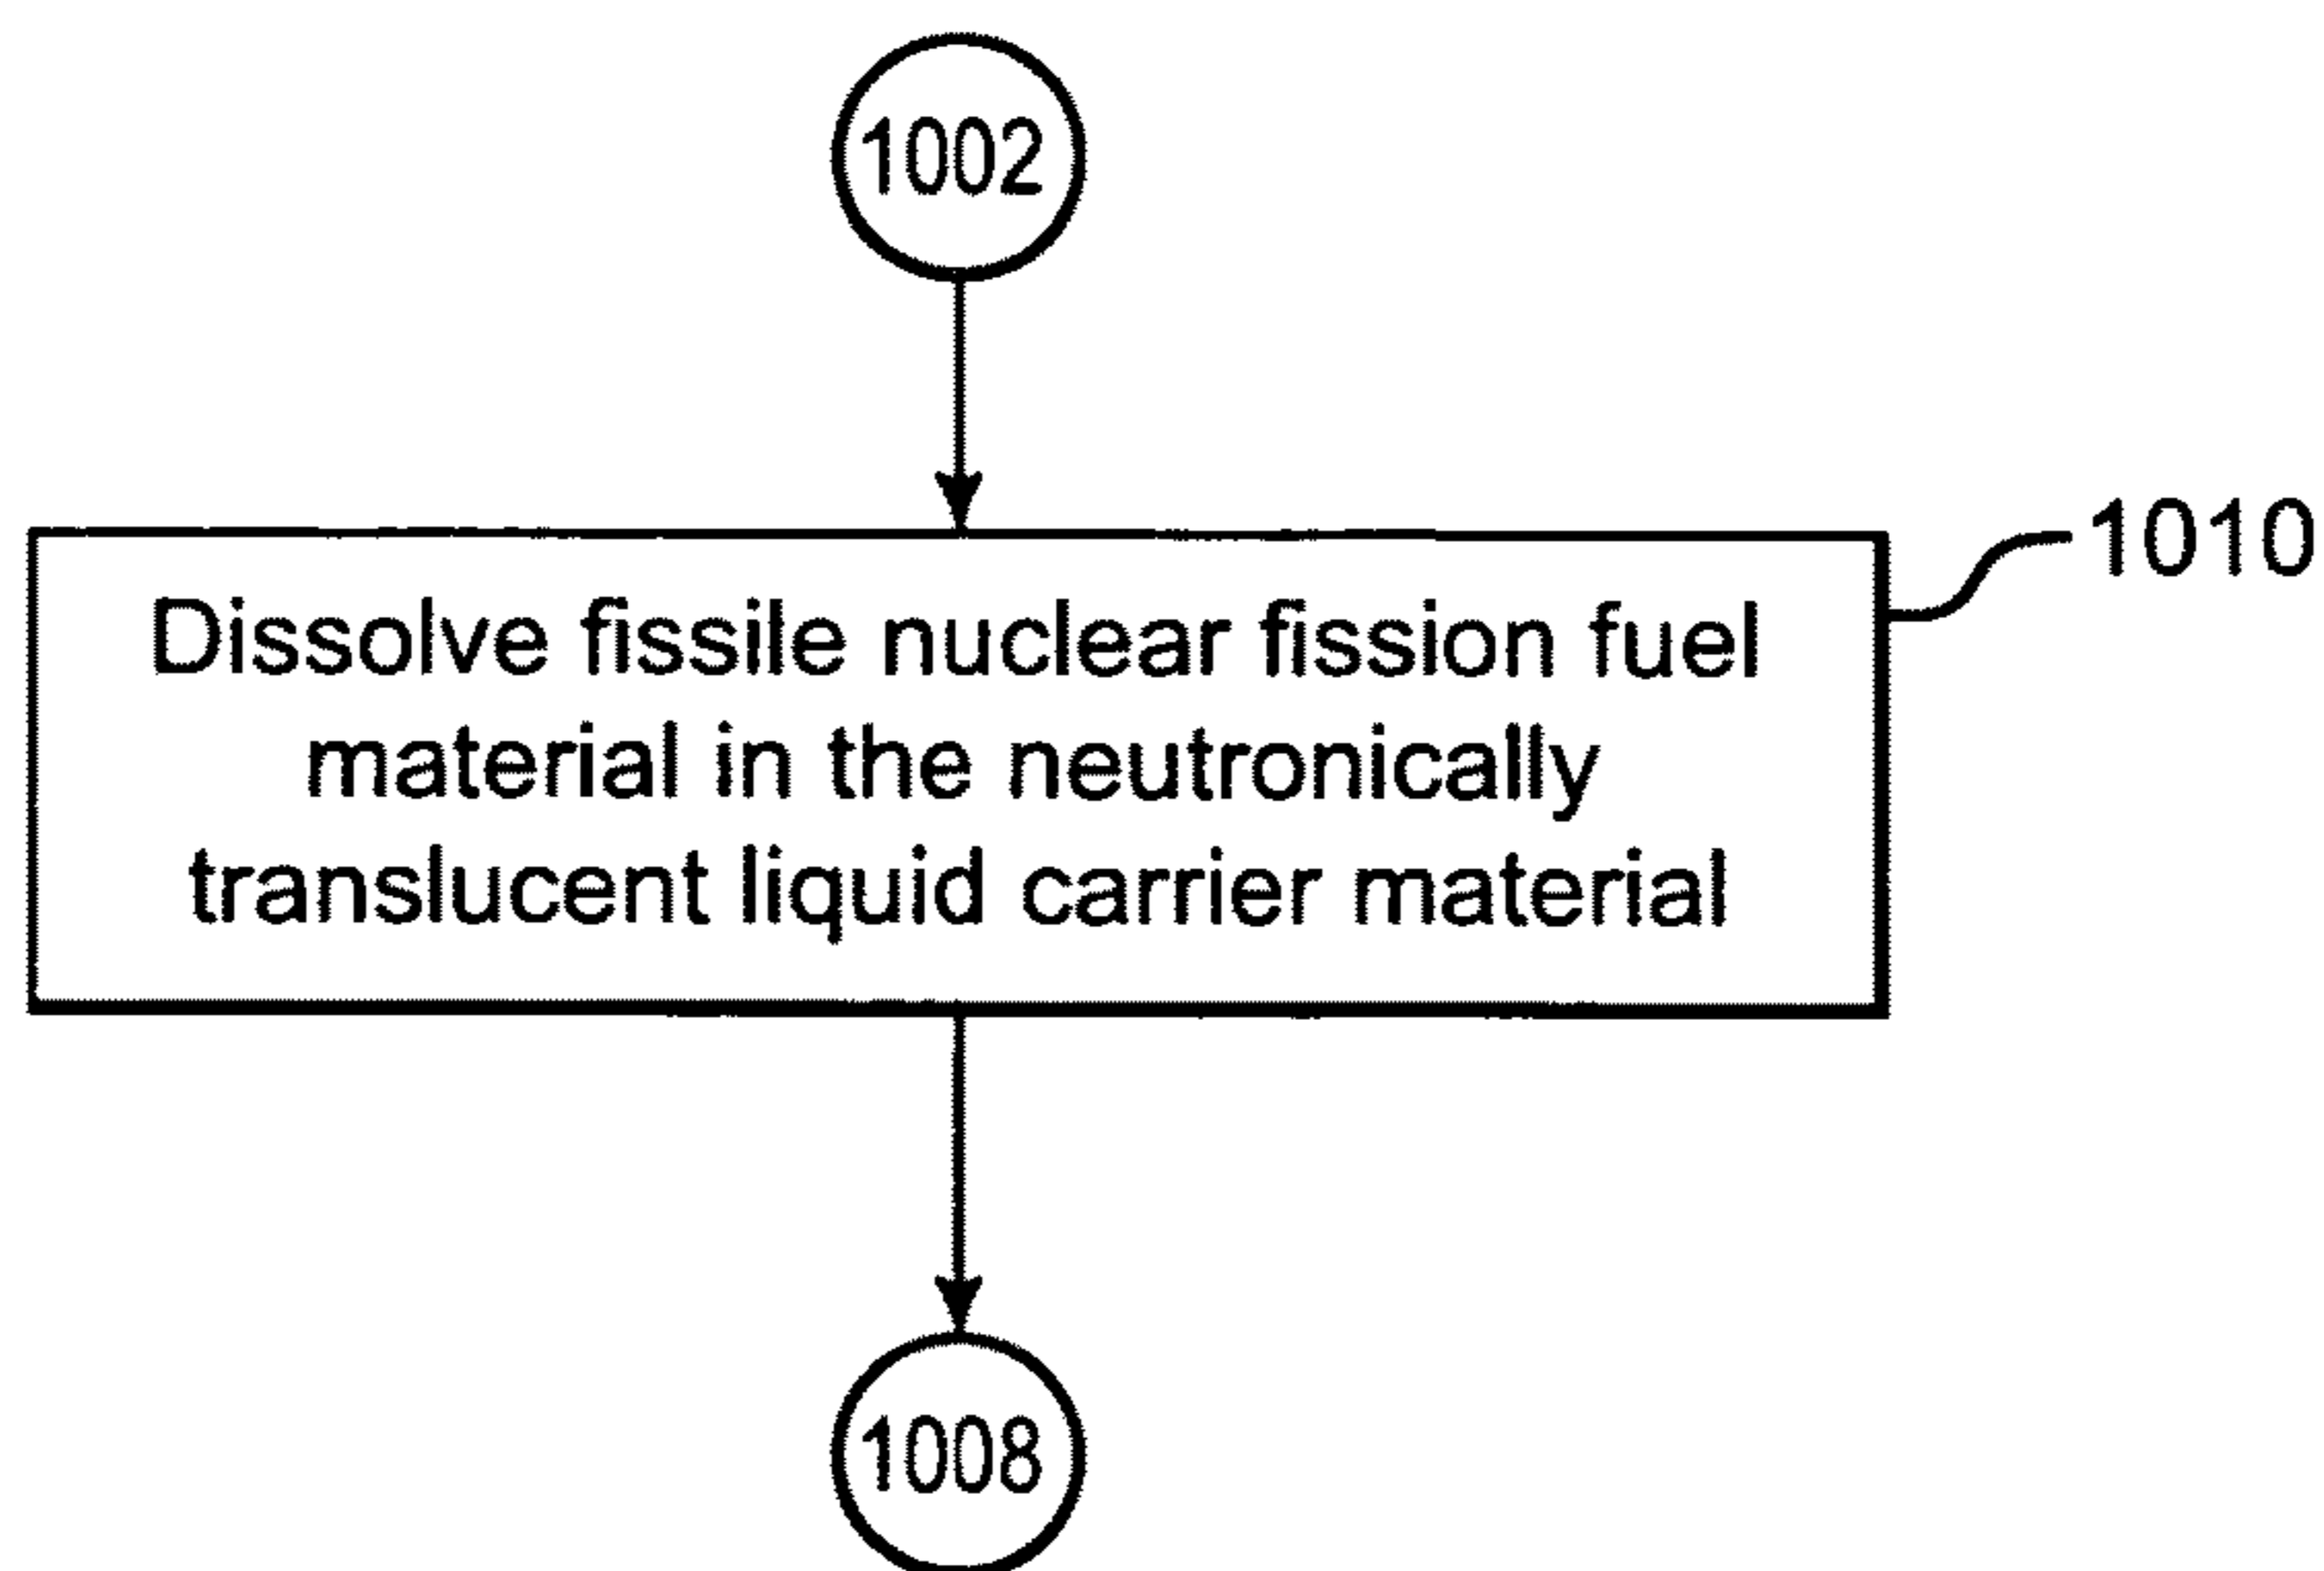 1002
1010
Dissolve fissile nuclear fission fuel
material in the neutronically
translucent liquid carrier material
1008